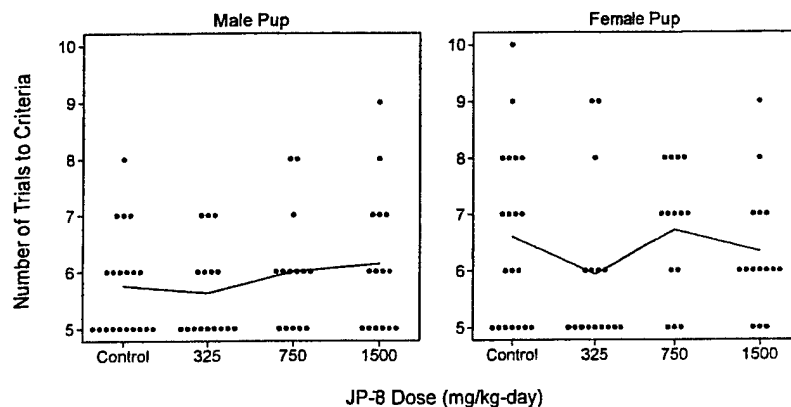 Male Pup
Female Pup
Number of Trials to Criteria
10
9
8
7
6
5
Control 325 750 1500
10
9
8
7
6
5
Control 325 750 1500
JP-8 Dose (mg/kg-day)